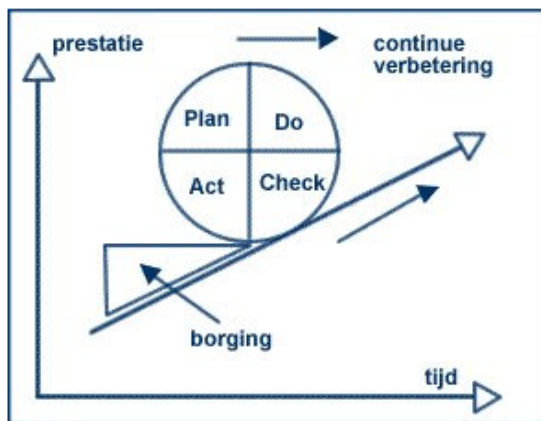 prestatie
continue
verbetering
Plan
Do
Act
Check
borging
tijd